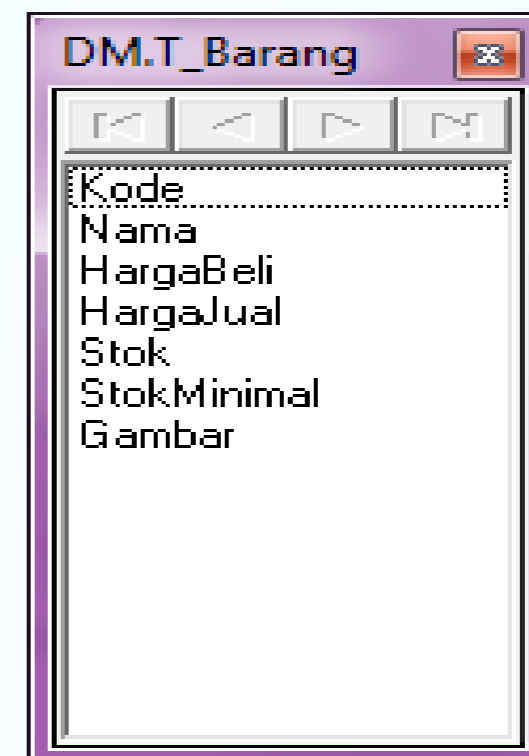 DM.T_Barang
Kode
Nama
HargaBeli
HargaJual
Stok
StokMinimal
Gambar